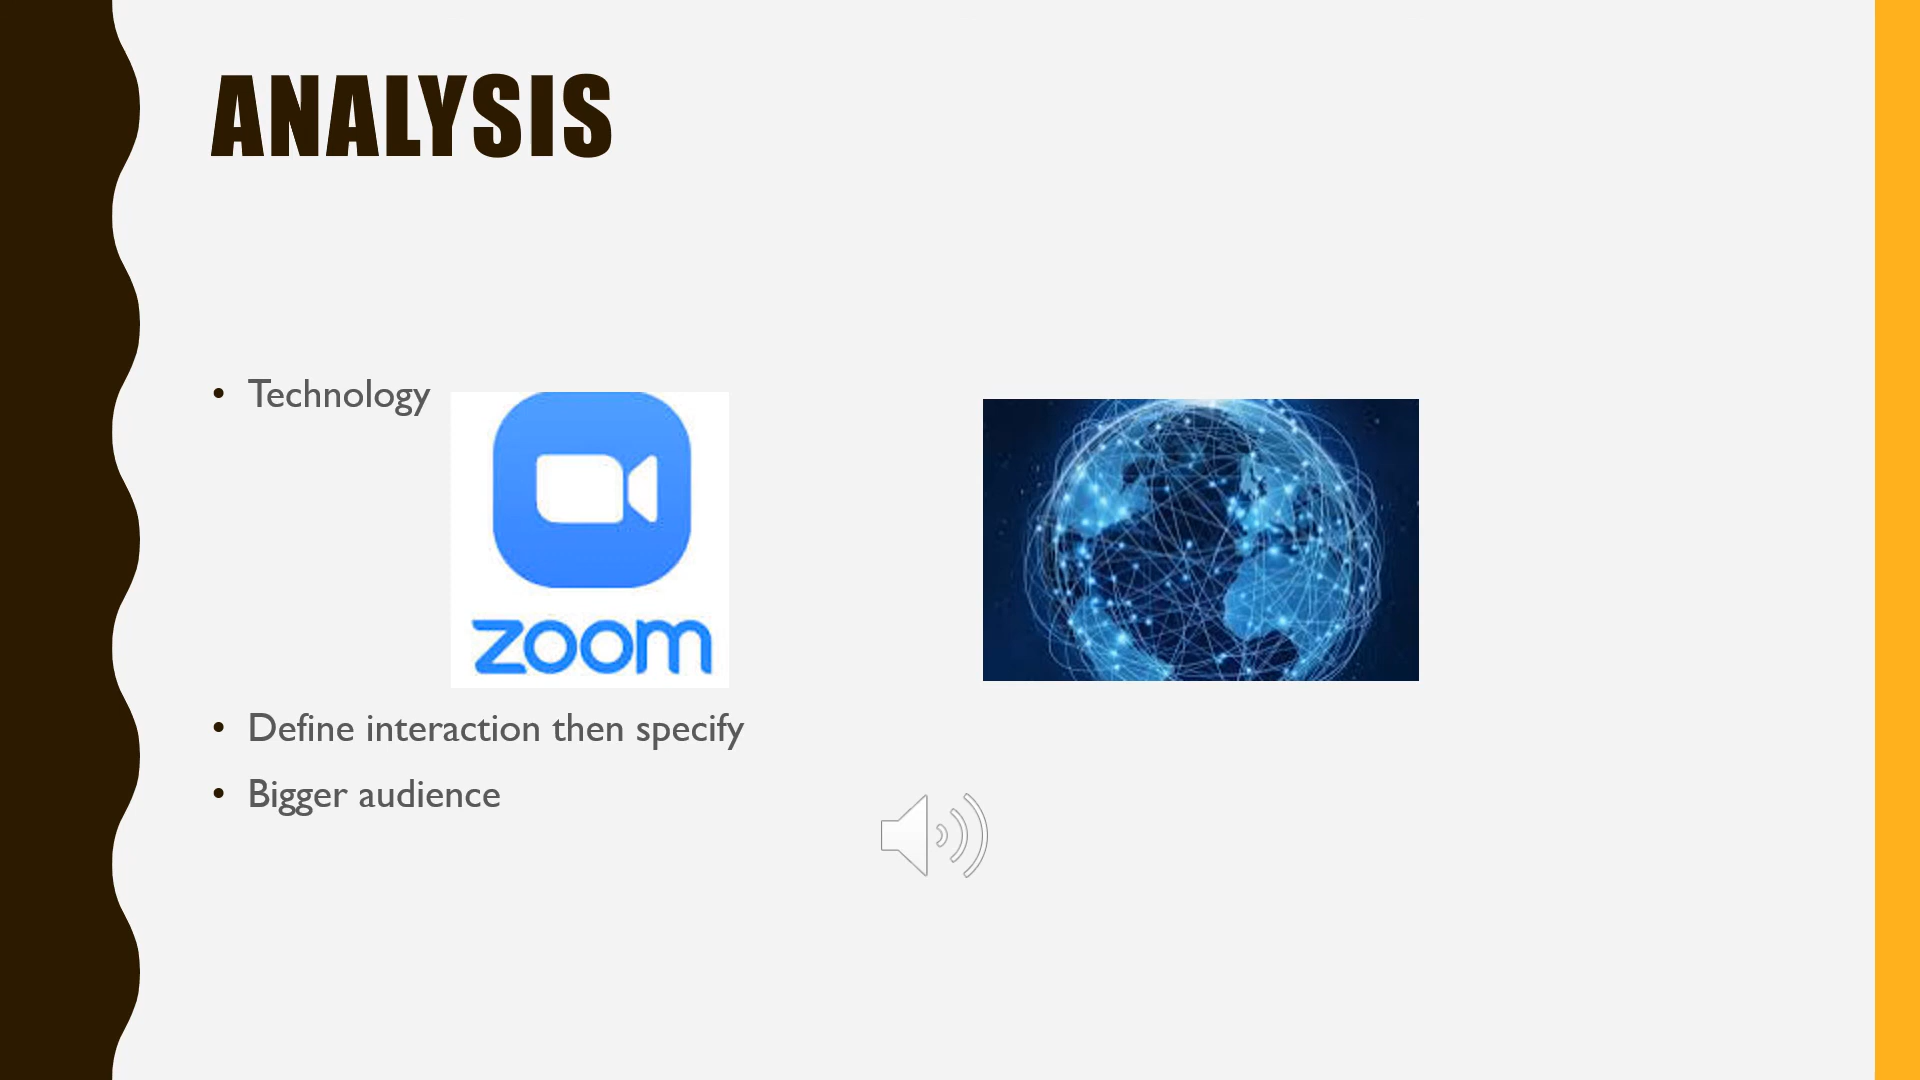 ANALYSIS
• Technology
zoom
• Define interaction then specify
• Bigger audience